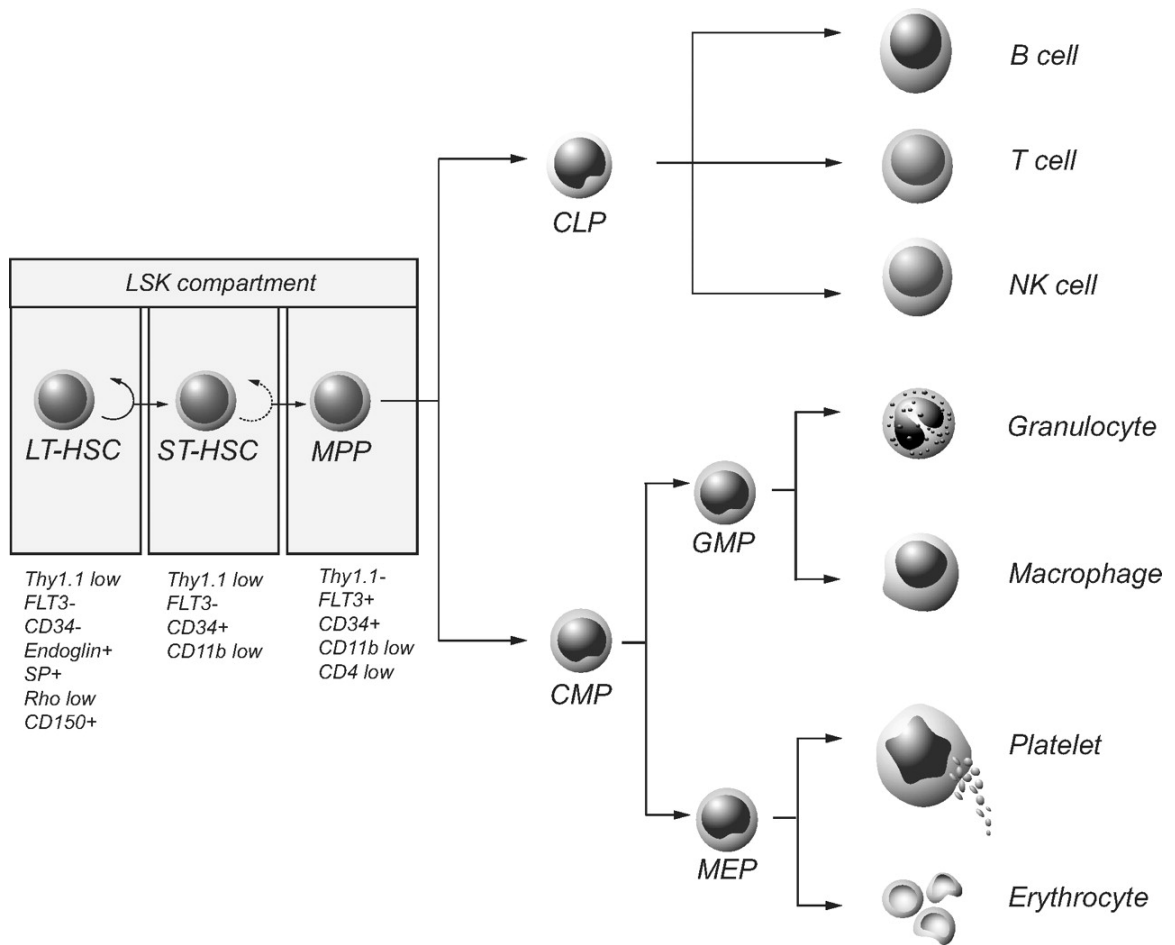 B cell
T cell
CLP
NK cell
LSK compartment
LT-HSC
ST-HSC
MPP
Thy1.1 low
FLT3-
CD34-
Endoglin+
SP+
Rho low
CD150+
Thy1.1 low
FLT3-
CD34+
CD11b low
Thy1.1-
FLT3+
CD34+
CD11b low
CD4 low
Granulocyte
GMP
Macrophage
CMP
Platelet
MEP
Erythrocyte